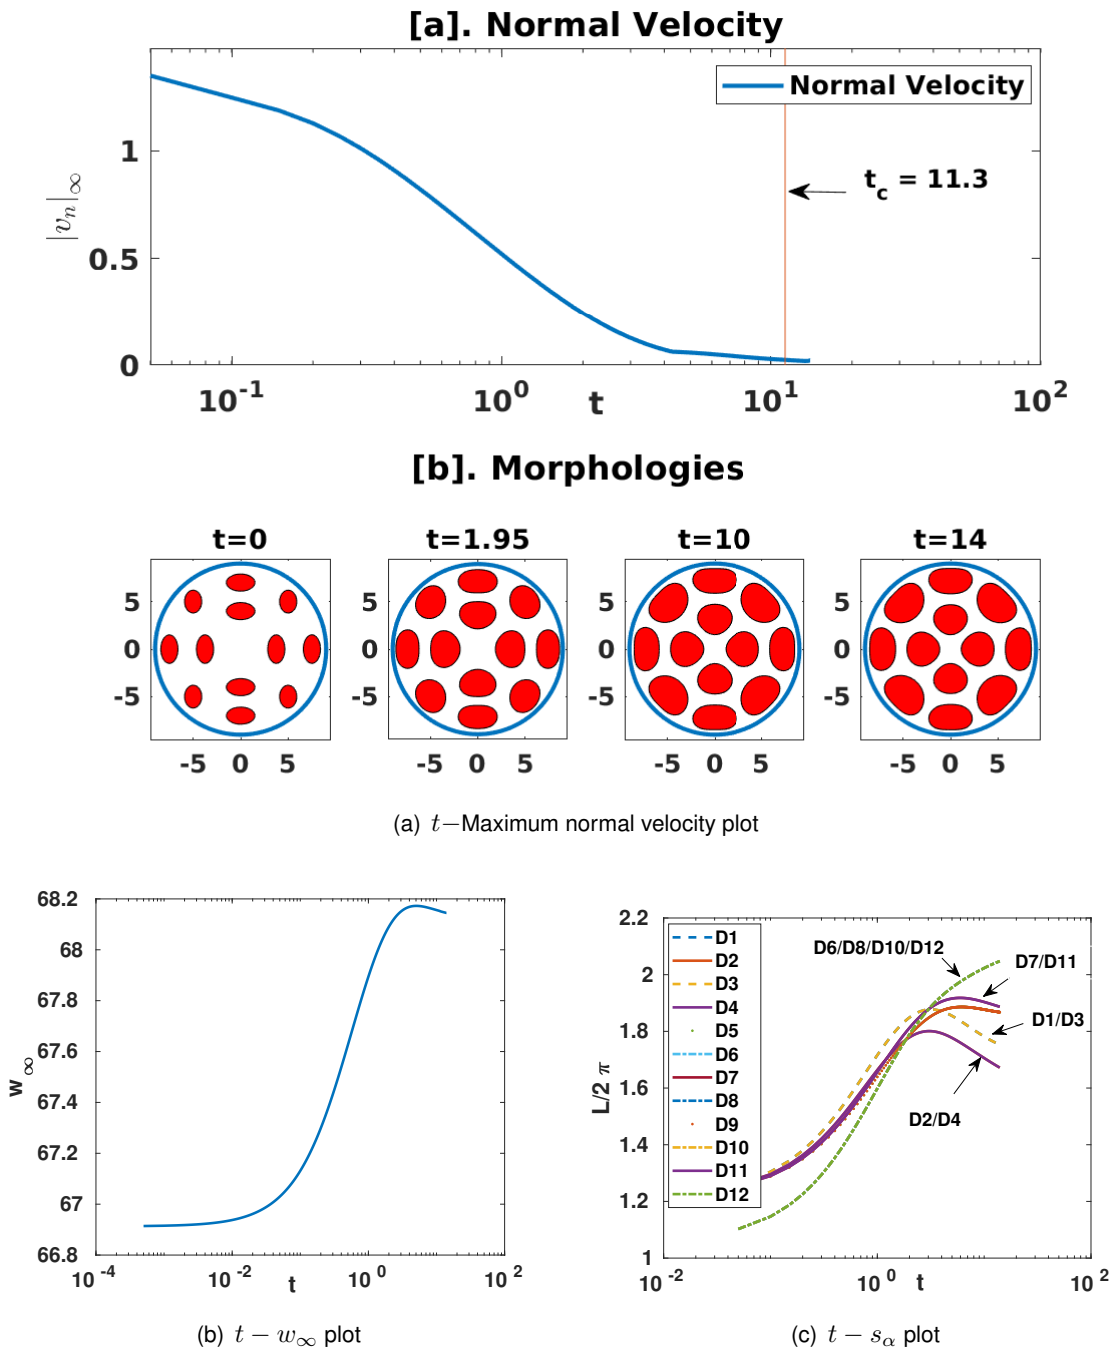 [a]. Normal Velocity
Normal Velocity
t_c = 11.3
|v_n|_∞
1
0.5
0
10^-1
10^0
10^1
10^2
t
[b]. Morphologies
t=0
t=1.95
t=10
t=14
5
0
-5
-5 0 5
5
0
-5
-5 0 5
5
0
-5
-5 0 5
5
0
-5
-5 0 5
(a) t−Maximum normal velocity plot
68.2
68
67.8
67.6
67.4
67.2
67
66.8
w_∞
10^-4
10^-2
10^0
10^2
t
(b) t − w_∞ plot
2.2
2
1.8
1.6
1.4
1.2
1
L/2 π
D1
D2
D3
D4
D5
D6
D7
D8
D9
D10
D11
D12
D6/D8/D10/D12
D7/D11
D1/D3
D2/D4
10^-2
10^0
10^2
t
(c) t − s_α plot